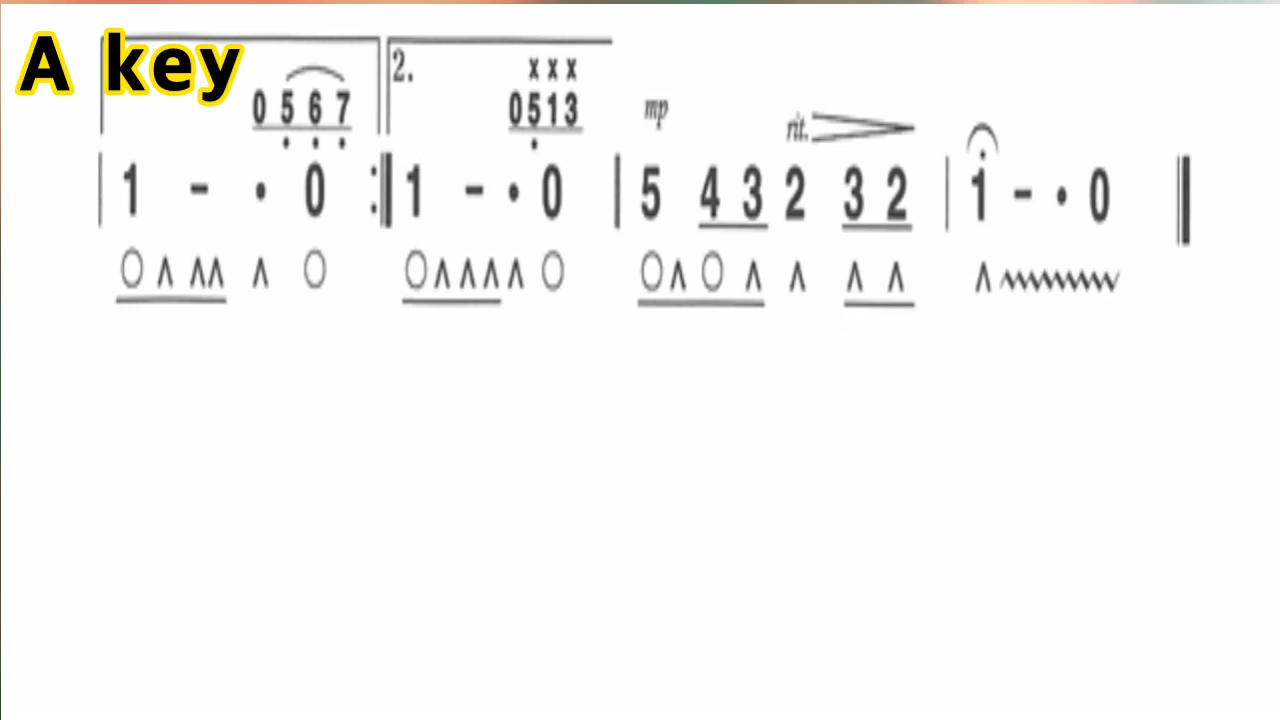 A key
2. x x x
0 5 6 7 0 5 1 3 mp
rit.
| 1 - · 0 :‖ 1 - · 0 | 5 4 3 2 3 2 | 1 - · 0 ‖
○ ∧ ∧∧ ∧ ○ ○ ∧ ∧ ∧ ∧ ○ ○ ∧ ○ ∧ ∧ ∧ ∧ ∧